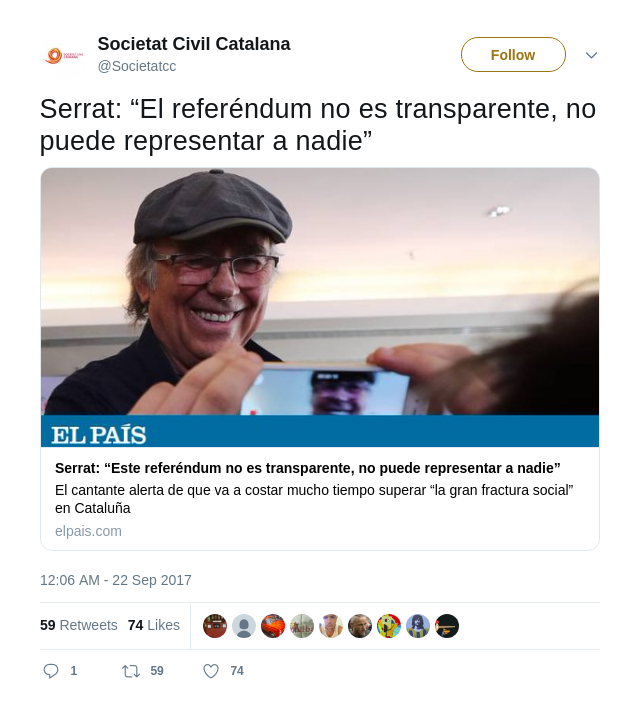 Societat Civil Catalana
@Societatcc
Follow
Serrat: “El referéndum no es transparente, no
puede representar a nadie”
EL PAÍS
Serrat: “Este referéndum no es transparente, no puede representar a nadie”
El cantante alerta de que va a costar mucho tiempo superar “la gran fractura social”
en Cataluña
elpais.com
12:06 AM - 22 Sep 2017
59 Retweets 74 Likes
1 59 74